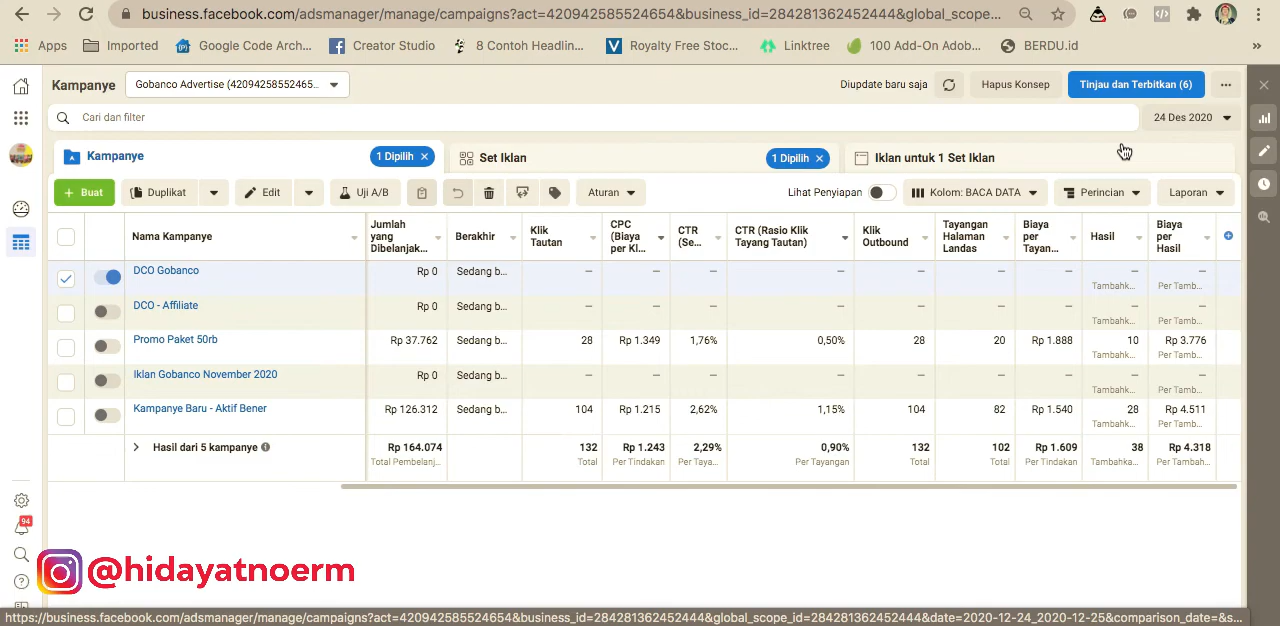 business.facebook.com/adsmanager/manage/campaigns?act=420942585524654&business_id=284281362452444&global_scope...
Apps Imported Google Code Arch... Creator Studio 8 Contoh Headlin... Royalty Free Stoc... Linktree 100 Add-On Adob... BERDU.id »
Kampanye Gobanco Advertise (42094258552465... Diupdate baru saja Hapus Konsep Tinjau dan Terbitkan (6) ...
Cari dan filter 24 Des 2020
Kampanye 1 Dipilih × Set Iklan 1 Dipilih × Iklan untuk 1 Set Iklan
+ Buat Duplikat Edit Uji A/B Aturan Lihat Penyiapan Kolom: BACA DATA Perincian Laporan
Nama Kampanye Jumlah yang Dibelanjak... Berakhir Klik Tautan CPC (Biaya per Kl... CTR (Se... CTR (Rasio Klik Tayang Tautan) Klik Outbound Tayangan Halaman Landas Biaya per Tayan... Hasil Biaya per Hasil
DCO Gobanco Rp 0 Sedang b... — — — — — — — — —
Tambahk... Per Tamb...
DCO - Affiliate Rp 0 Sedang b... — — — — — — — — —
Tambahk... Per Tamb...
Promo Paket 50rb Rp 37.762 Sedang b... 28 Rp 1.349 1,76% 0,50% 28 20 Rp 1.888 10 Rp 3.776
Tambahk... Per Tamb...
Iklan Gobanco November 2020 Rp 0 Sedang b... — — — — — — — — —
Tambahk... Per Tamb...
Kampanye Baru - Aktif Bener Rp 126.312 Sedang b... 104 Rp 1.215 2,62% 1,15% 104 82 Rp 1.540 28 Rp 4.511
Tambahk... Per Tamb...
Hasil dari 5 kampanye Rp 164.074 132 Rp 1.243 2,29% 0,90% 132 102 Rp 1.609 38 Rp 4.318
Total Pembelanj... Total Per Tindakan Per Taya... Per Tayangan Total Total Per Tindakan Tambahka... Per Tambah...
94
@hidayatnoerm
https://business.facebook.com/adsmanager/manage/campaigns?act=420942585524654&business_id=284281362452444&global_scope_id=284281362452444&date=2020-12-24_2020-12-25&comparison_date=&s...